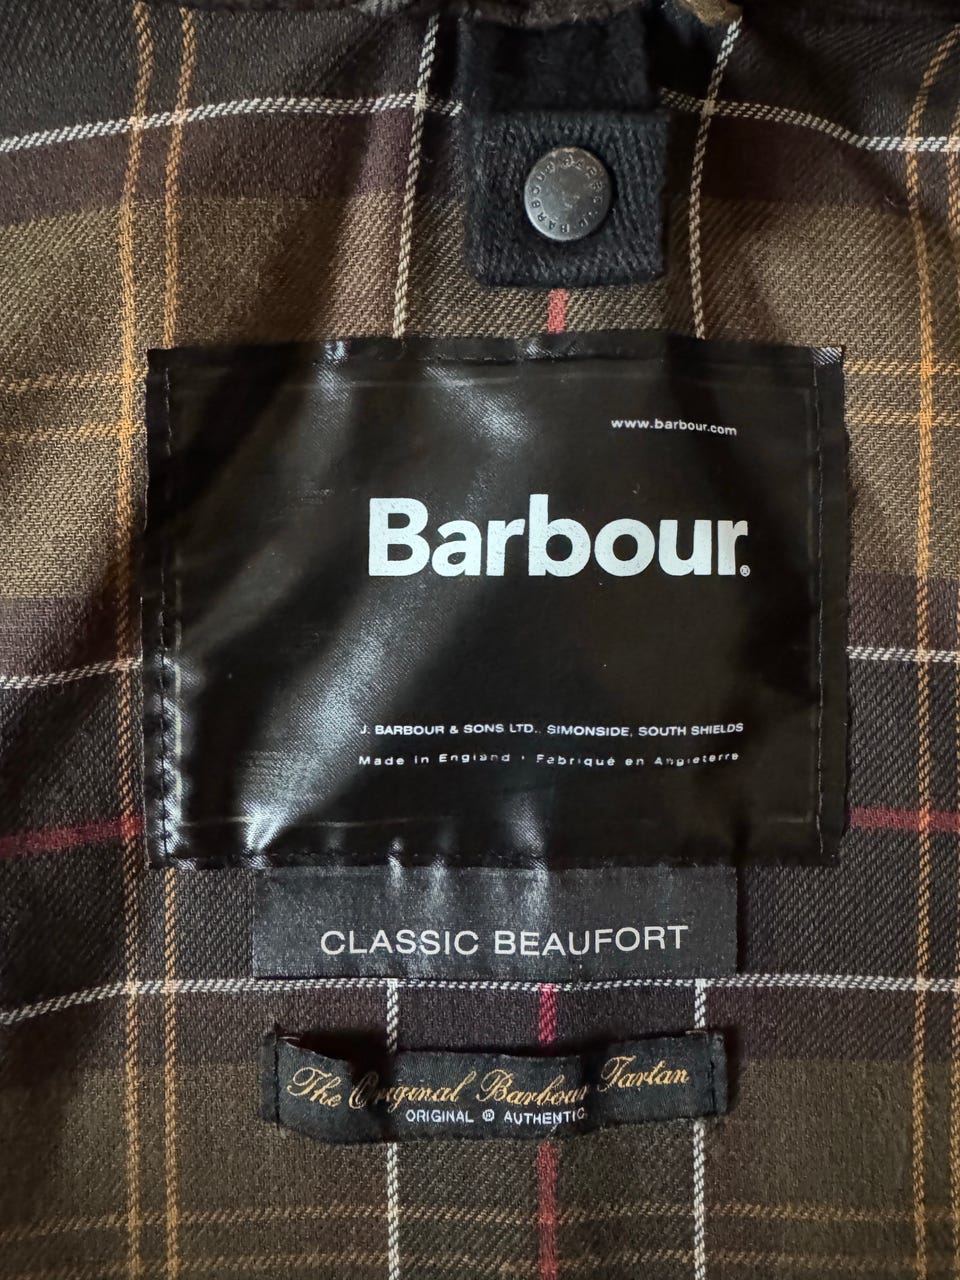 BARBOUR
www.barbour.com
Barbour.®
J. BARBOUR & SONS LTD., SIMONSIDE, SOUTH SHIELDS
Made in England · Fabriqué en Angleterre
CLASSIC BEAUFORT
The Original Barbour Tartan
ORIGINAL ® AUTHENTIC